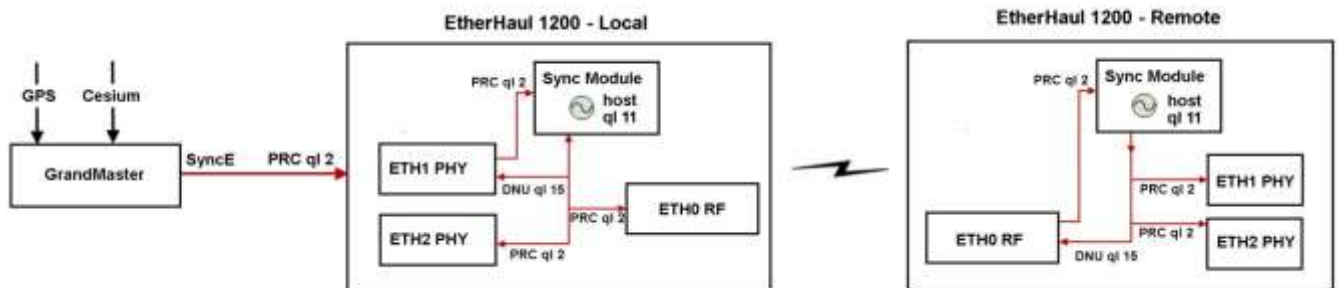 EtherHaul 1200 - Local
EtherHaul 1200 - Remote
GPS
Cesium
GrandMaster
SyncE
PRC ql 2
PRC ql 2
Sync Module
host
ql 11
ETH1 PHY
DNU ql 15
PRC ql 2
ETH0 RF
ETH2 PHY
PRC ql 2
PRC ql 2
Sync Module
host
ql 11
PRC ql 2
ETH1 PHY
ETH0 RF
PRC ql 2
ETH2 PHY
DNU ql 15